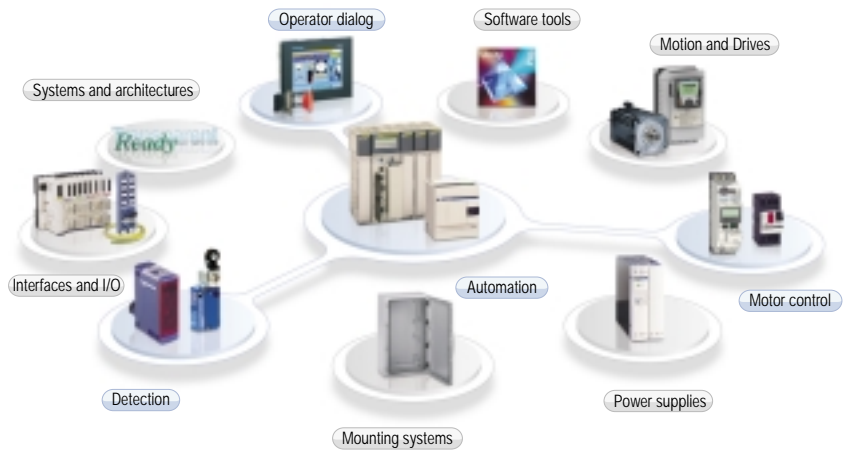 Operator dialog
Software tools
Motion and Drives
Systems and architectures
Ready
Interfaces and I/O
Automation
Motor control
Detection
Power supplies
Mounting systems